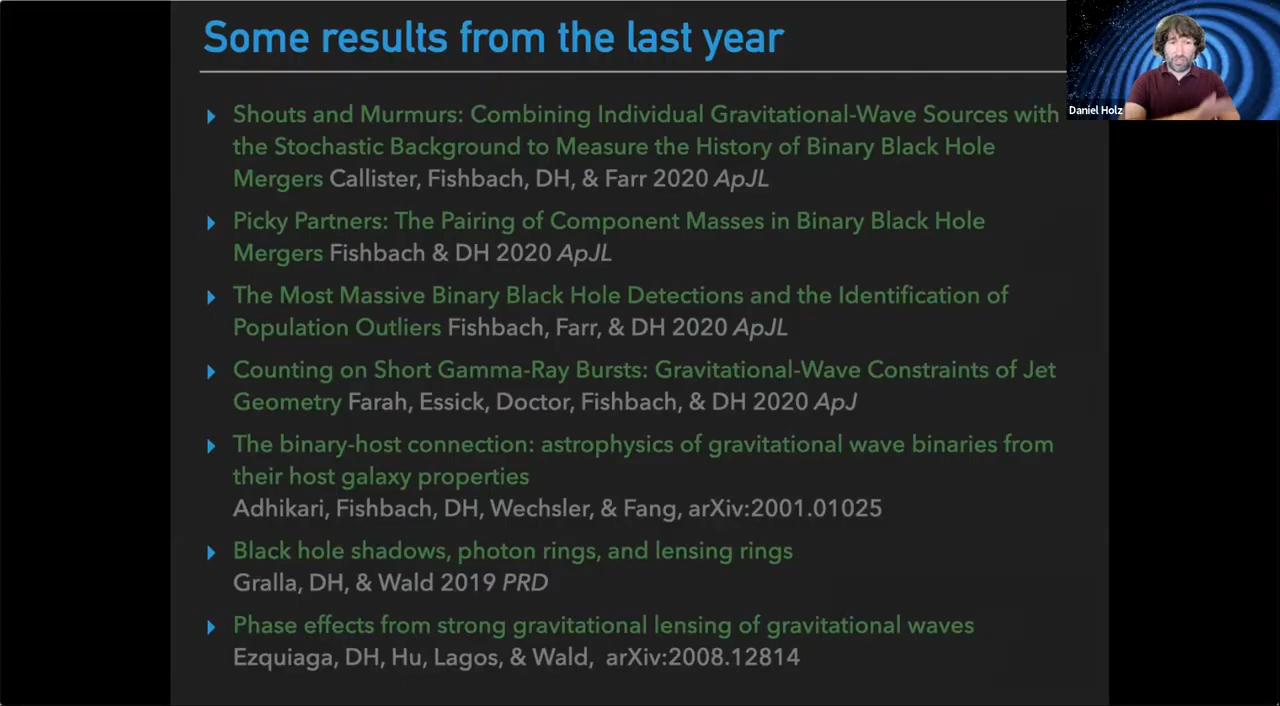 Some results from the last year
Daniel Holz
Shouts and Murmurs: Combining Individual Gravitational-Wave Sources with
the Stochastic Background to Measure the History of Binary Black Hole
Mergers Callister, Fishbach, DH, & Farr 2020 ApJL
Picky Partners: The Pairing of Component Masses in Binary Black Hole
Mergers Fishbach & DH 2020 ApJL
The Most Massive Binary Black Hole Detections and the Identification of
Population Outliers Fishbach, Farr, & DH 2020 ApJL
Counting on Short Gamma-Ray Bursts: Gravitational-Wave Constraints of Jet
Geometry Farah, Essick, Doctor, Fishbach, & DH 2020 ApJ
The binary-host connection: astrophysics of gravitational wave binaries from
their host galaxy properties
Adhikari, Fishbach, DH, Wechsler, & Fang, arXiv:2001.01025
Black hole shadows, photon rings, and lensing rings
Gralla, DH, & Wald 2019 PRD
Phase effects from strong gravitational lensing of gravitational waves
Ezquiaga, DH, Hu, Lagos, & Wald, arXiv:2008.12814